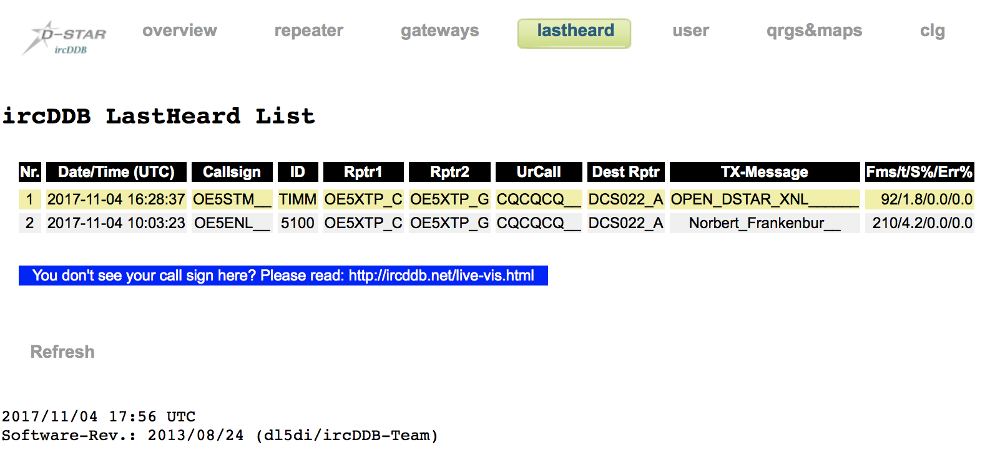 D-STAR
ircDDB
overview repeater gateways lastheard user qrgs&maps clg
ircDDB LastHeard List
Nr. Date/Time (UTC) Callsign ID Rptr1 Rptr2 UrCall Dest Rptr TX-Message Fms/t/S%/Err%
1 2017-11-04 16:28:37 OE5STM__ TIMM OE5XTP_C OE5XTP_G CQCQCQ__ DCS022_A OPEN_DSTAR_XNL______ 92/1.8/0.0/0.0
2 2017-11-04 10:03:23 OE5ENL__ 5100 OE5XTP_C OE5XTP_G CQCQCQ__ DCS022_A Norbert_Frankenbur__ 210/4.2/0.0/0.0
You don't see your call sign here? Please read: http://ircddb.net/live-vis.html
Refresh
2017/11/04 17:56 UTC
Software-Rev.: 2013/08/24 (dl5di/ircDDB-Team)